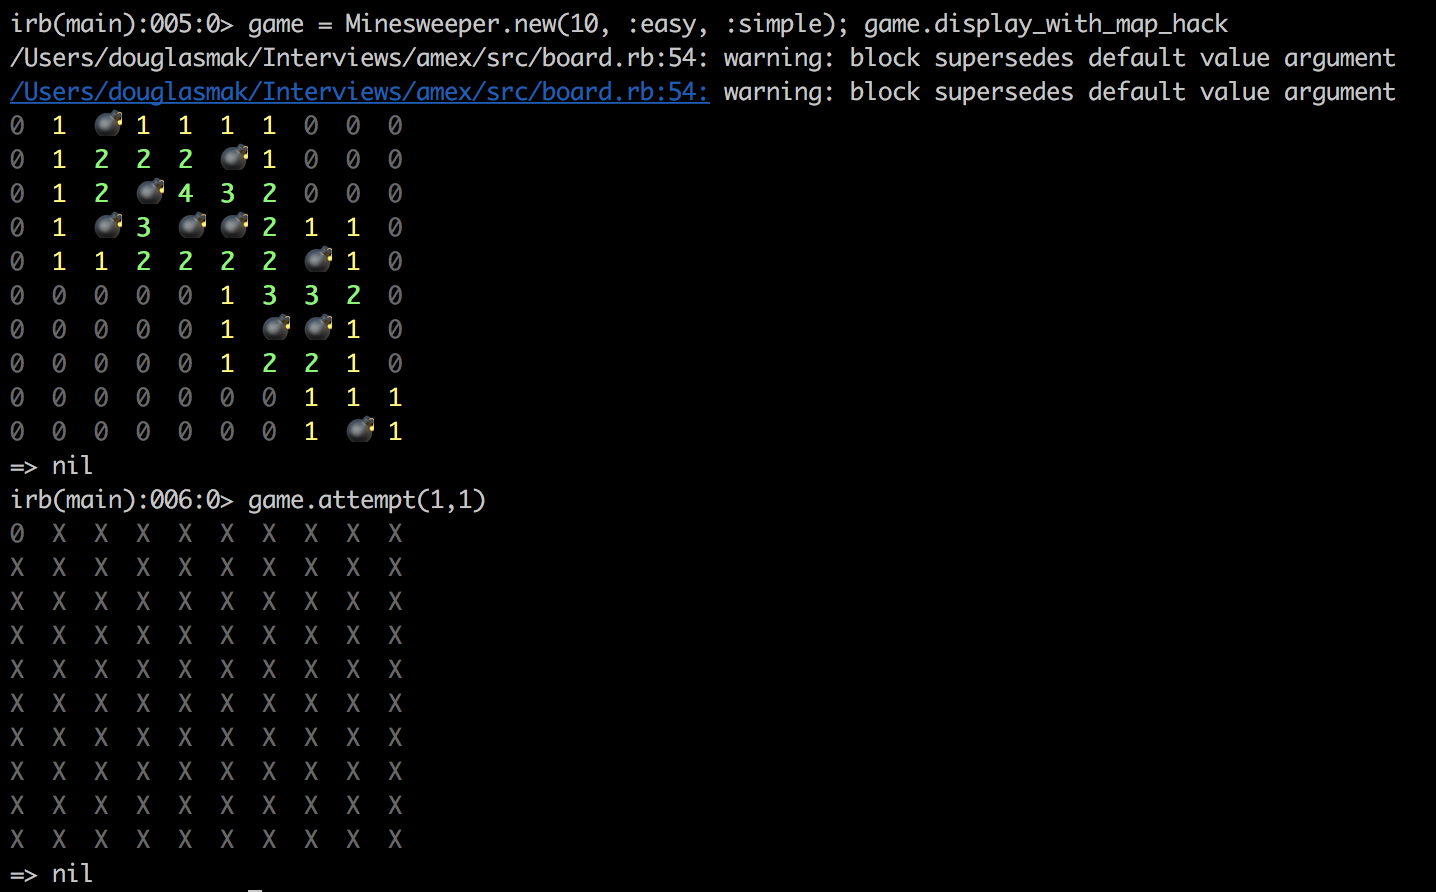 irb(main):005:0> game = Minesweeper.new(10, :easy, :simple); game.display_with_map_hack
/Users/douglasmak/Interviews/amex/src/board.rb:54: warning: block supersedes default value argument
/Users/douglasmak/Interviews/amex/src/board.rb:54: warning: block supersedes default value argument
0 1 💣 1 1 1 1 0 0 0
0 1 2 2 2 💣 1 0 0 0
0 1 2 💣 4 3 2 0 0 0
0 1 💣 3 💣 💣 2 1 1 0
0 1 1 2 2 2 2 💣 1 0
0 0 0 0 0 1 3 3 2 0
0 0 0 0 0 1 💣 💣 1 0
0 0 0 0 0 1 2 2 1 0
0 0 0 0 0 0 0 1 1 1
0 0 0 0 0 0 0 1 💣 1
=> nil
irb(main):006:0> game.attempt(1,1)
0 X X X X X X X X X
X X X X X X X X X X
X X X X X X X X X X
X X X X X X X X X X
X X X X X X X X X X
X X X X X X X X X X
X X X X X X X X X X
X X X X X X X X X X
X X X X X X X X X X
X X X X X X X X X X
=> nil